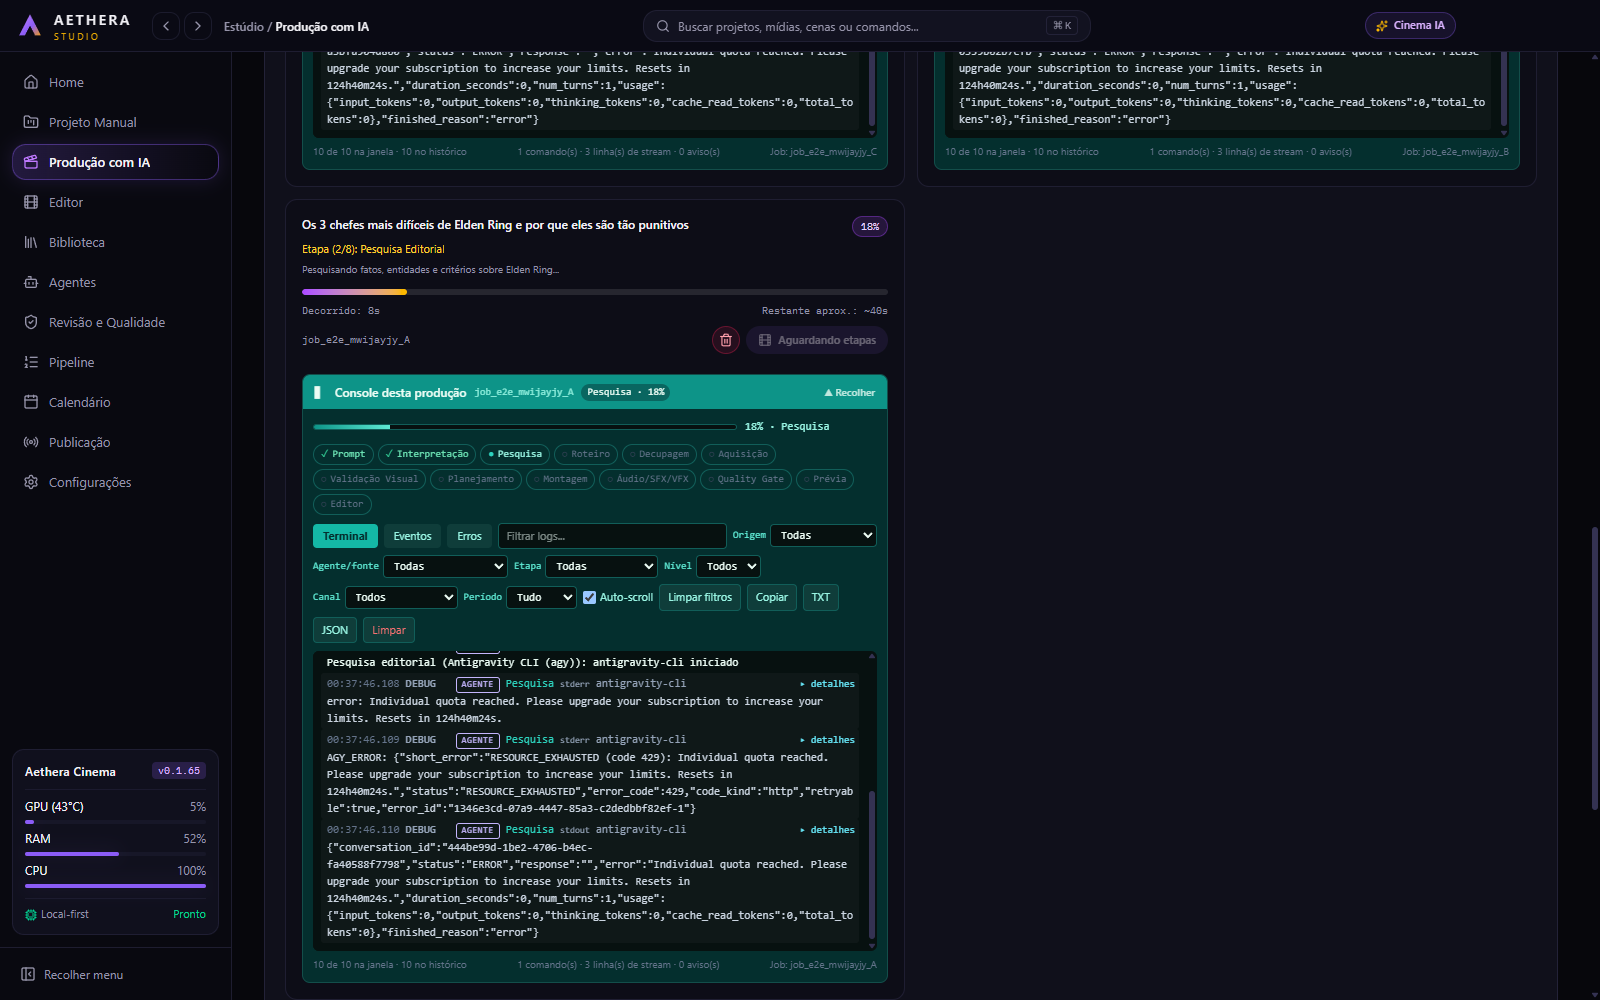 AETHERA
STUDIO
Estúdio / Produção com IA
Buscar projetos, mídias, cenas ou comandos...
⌘ K
Cinema IA
Home
Projeto Manual
Produção com IA
Editor
Biblioteca
Agentes
Revisão e Qualidade
Pipeline
Calendário
Publicação
Configurações
Aethera Cinema
v0.1.65
GPU (43°C)
5%
RAM
52%
CPU
100%
Local-first
Pronto
Recolher menu
upgrade your subscription to increase your limits. Resets in
124h40m24s.","duration_seconds":0,"num_turns":1,"usage":
{"input_tokens":0,"output_tokens":0,"thinking_tokens":0,"cache_read_tokens":0,"total_to
kens":0},"finished_reason":"error"}
10 de 10 na janela · 10 no histórico
1 comando(s) · 3 linha(s) de stream · 0 aviso(s)
Job: job_e2e_mwijayjy_C
upgrade your subscription to increase your limits. Resets in
124h40m24s.","duration_seconds":0,"num_turns":1,"usage":
{"input_tokens":0,"output_tokens":0,"thinking_tokens":0,"cache_read_tokens":0,"total_to
kens":0},"finished_reason":"error"}
10 de 10 na janela · 10 no histórico
1 comando(s) · 3 linha(s) de stream · 0 aviso(s)
Job: job_e2e_mwijayjy_B
Os 3 chefes mais difíceis de Elden Ring e por que eles são tão punitivos
18%
Etapa (2/8): Pesquisa Editorial
Pesquisando fatos, entidades e critérios sobre Elden Ring...
Decorrido: 8s
Restante aprox.: ~40s
job_e2e_mwijayjy_A
Aguardando etapas
Console desta produção
job_e2e_mwijayjy_A
Pesquisa · 18%
▲ Recolher
18% · Pesquisa
✓ Prompt
✓ Interpretação
● Pesquisa
○ Roteiro
○ Decupagem
○ Aquisição
○ Validação Visual
○ Planejamento
○ Montagem
○ Áudio/SFX/VFX
○ Quality Gate
○ Prévia
○ Editor
Terminal
Eventos
Erros
Filtrar logs...
Origem
Todas
Agente/fonte
Todas
Etapa
Todas
Nível
Todos
Canal
Todos
Período
Tudo
Auto-scroll
Limpar filtros
Copiar
TXT
JSON
Limpar
Pesquisa editorial (Antigravity CLI (agy)): antigravity-cli iniciado
00:37:46.108 DEBUG AGENTE Pesquisa stderr antigravity-cli ▸ detalhes
error: Individual quota reached. Please upgrade your subscription to increase your
limits. Resets in 124h40m24s.
00:37:46.109 DEBUG AGENTE Pesquisa stderr antigravity-cli ▸ detalhes
AGY_ERROR: {"short_error":"RESOURCE_EXHAUSTED (code 429): Individual quota reached.
Please upgrade your subscription to increase your limits. Resets in
124h40m24s.","status":"RESOURCE_EXHAUSTED","error_code":429,"code_kind":"http","retryab
le":true,"error_id":"1346e3cd-07a9-4447-85a3-c2dedbbf82ef-1"}
00:37:46.110 DEBUG AGENTE Pesquisa stdout antigravity-cli ▸ detalhes
{"conversation_id":"444be99d-1be2-4706-b4ec-
fa40588f7798","status":"ERROR","response":"","error":"Individual quota reached. Please
upgrade your subscription to increase your limits. Resets in
124h40m24s.","duration_seconds":0,"num_turns":1,"usage":
{"input_tokens":0,"output_tokens":0,"thinking_tokens":0,"cache_read_tokens":0,"total_to
kens":0},"finished_reason":"error"}
10 de 10 na janela · 10 no histórico
1 comando(s) · 3 linha(s) de stream · 0 aviso(s)
Job: job_e2e_mwijayjy_A